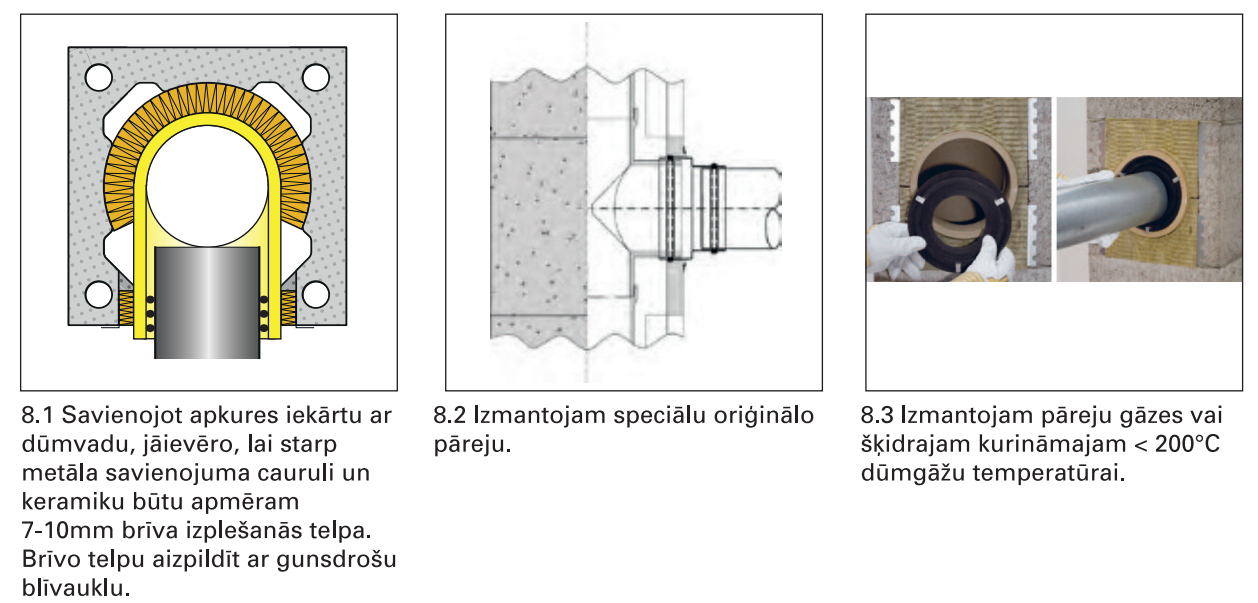 8.1 Savienojot apkures iekārtu ar
dūmvadu, jāievēro, lai starp
metāla savienojuma cauruli un
keramiku būtu apmēram
7-10mm brīva izplešanās telpa.
Brīvo telpu aizpildīt ar gunsdrošu
blīvauklu.
8.2 Izmantojam speciālu oriģinālo
pāreju.
8.3 Izmantojam pāreju gāzes vai
šķidrajam kurināmajam < 200°C
dūmgāžu temperatūrai.